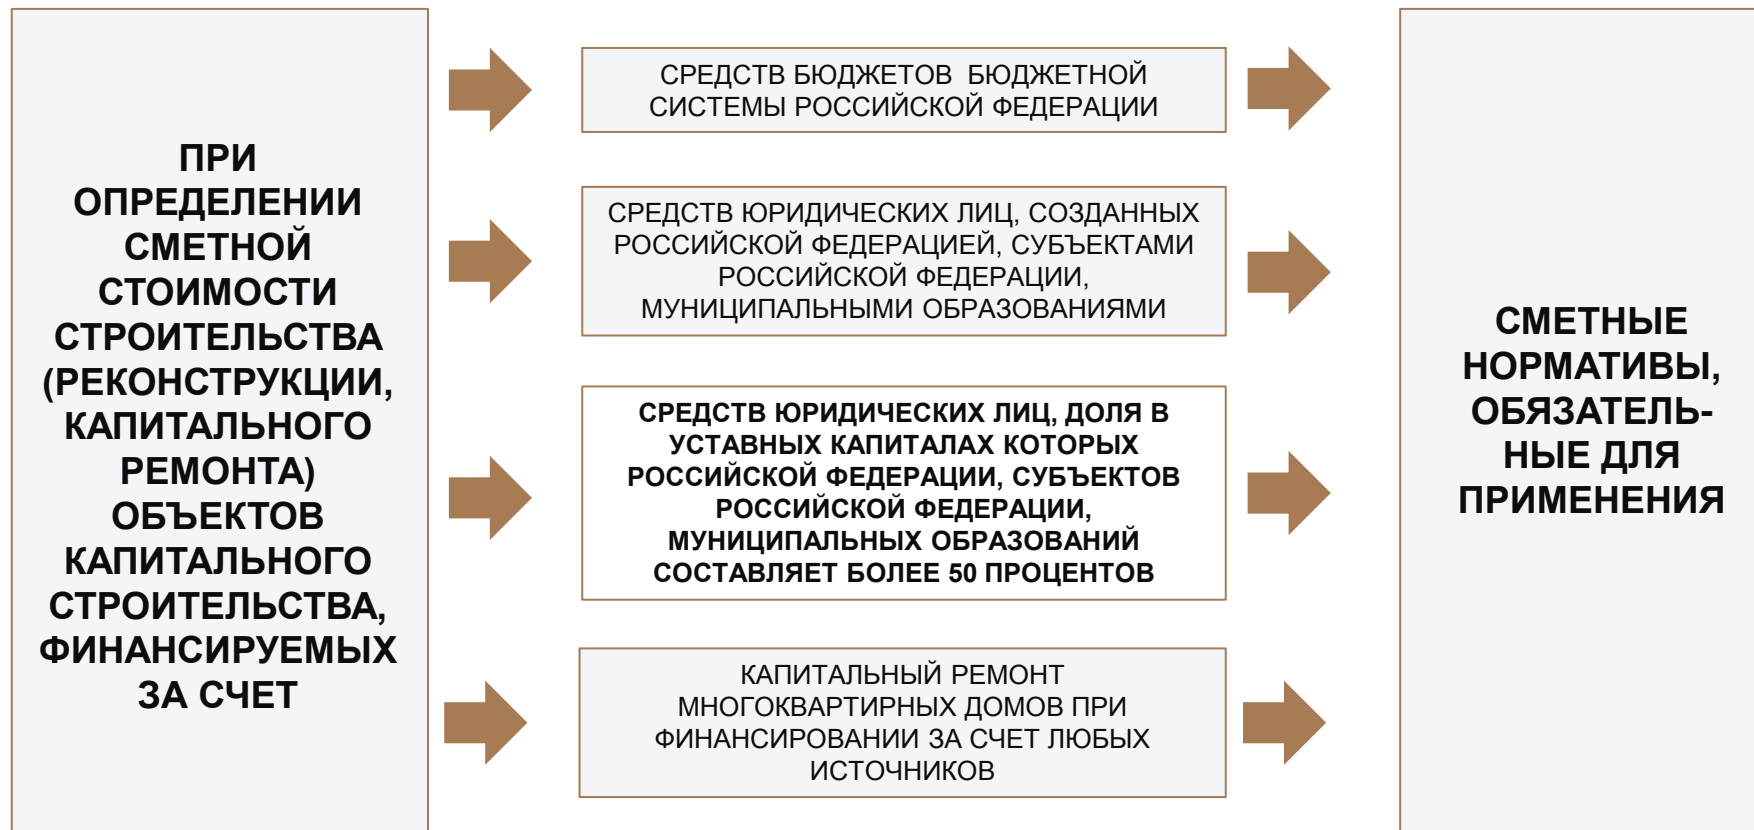 ПРИ
ОПРЕДЕЛЕНИИ
СМЕТНОЙ
СТОИМОСТИ
СТРОИТЕЛЬСТВА
(РЕКОНСТРУКЦИИ,
КАПИТАЛЬНОГО
РЕМОНТА)
ОБЪЕКТОВ
КАПИТАЛЬНОГО
СТРОИТЕЛЬСТВА,
ФИНАНСИРУЕМЫХ
ЗА СЧЕТ
СРЕДСТВ БЮДЖЕТОВ БЮДЖЕТНОЙ
СИСТЕМЫ РОССИЙСКОЙ ФЕДЕРАЦИИ
СРЕДСТВ ЮРИДИЧЕСКИХ ЛИЦ, СОЗДАННЫХ
РОССИЙСКОЙ ФЕДЕРАЦИЕЙ, СУБЪЕКТАМИ
РОССИЙСКОЙ ФЕДЕРАЦИИ,
МУНИЦИПАЛЬНЫМИ ОБРАЗОВАНИЯМИ
СРЕДСТВ ЮРИДИЧЕСКИХ ЛИЦ, ДОЛЯ В
УСТАВНЫХ КАПИТАЛАХ КОТОРЫХ
РОССИЙСКОЙ ФЕДЕРАЦИИ, СУБЪЕКТОВ
РОССИЙСКОЙ ФЕДЕРАЦИИ,
МУНИЦИПАЛЬНЫХ ОБРАЗОВАНИЙ
СОСТАВЛЯЕТ БОЛЕЕ 50 ПРОЦЕНТОВ
КАПИТАЛЬНЫЙ РЕМОНТ
МНОГОКВАРТИРНЫХ ДОМОВ ПРИ
ФИНАНСИРОВАНИИ ЗА СЧЕТ ЛЮБЫХ
ИСТОЧНИКОВ
СМЕТНЫЕ
НОРМАТИВЫ,
ОБЯЗАТЕЛЬ-
НЫЕ ДЛЯ
ПРИМЕНЕНИЯ